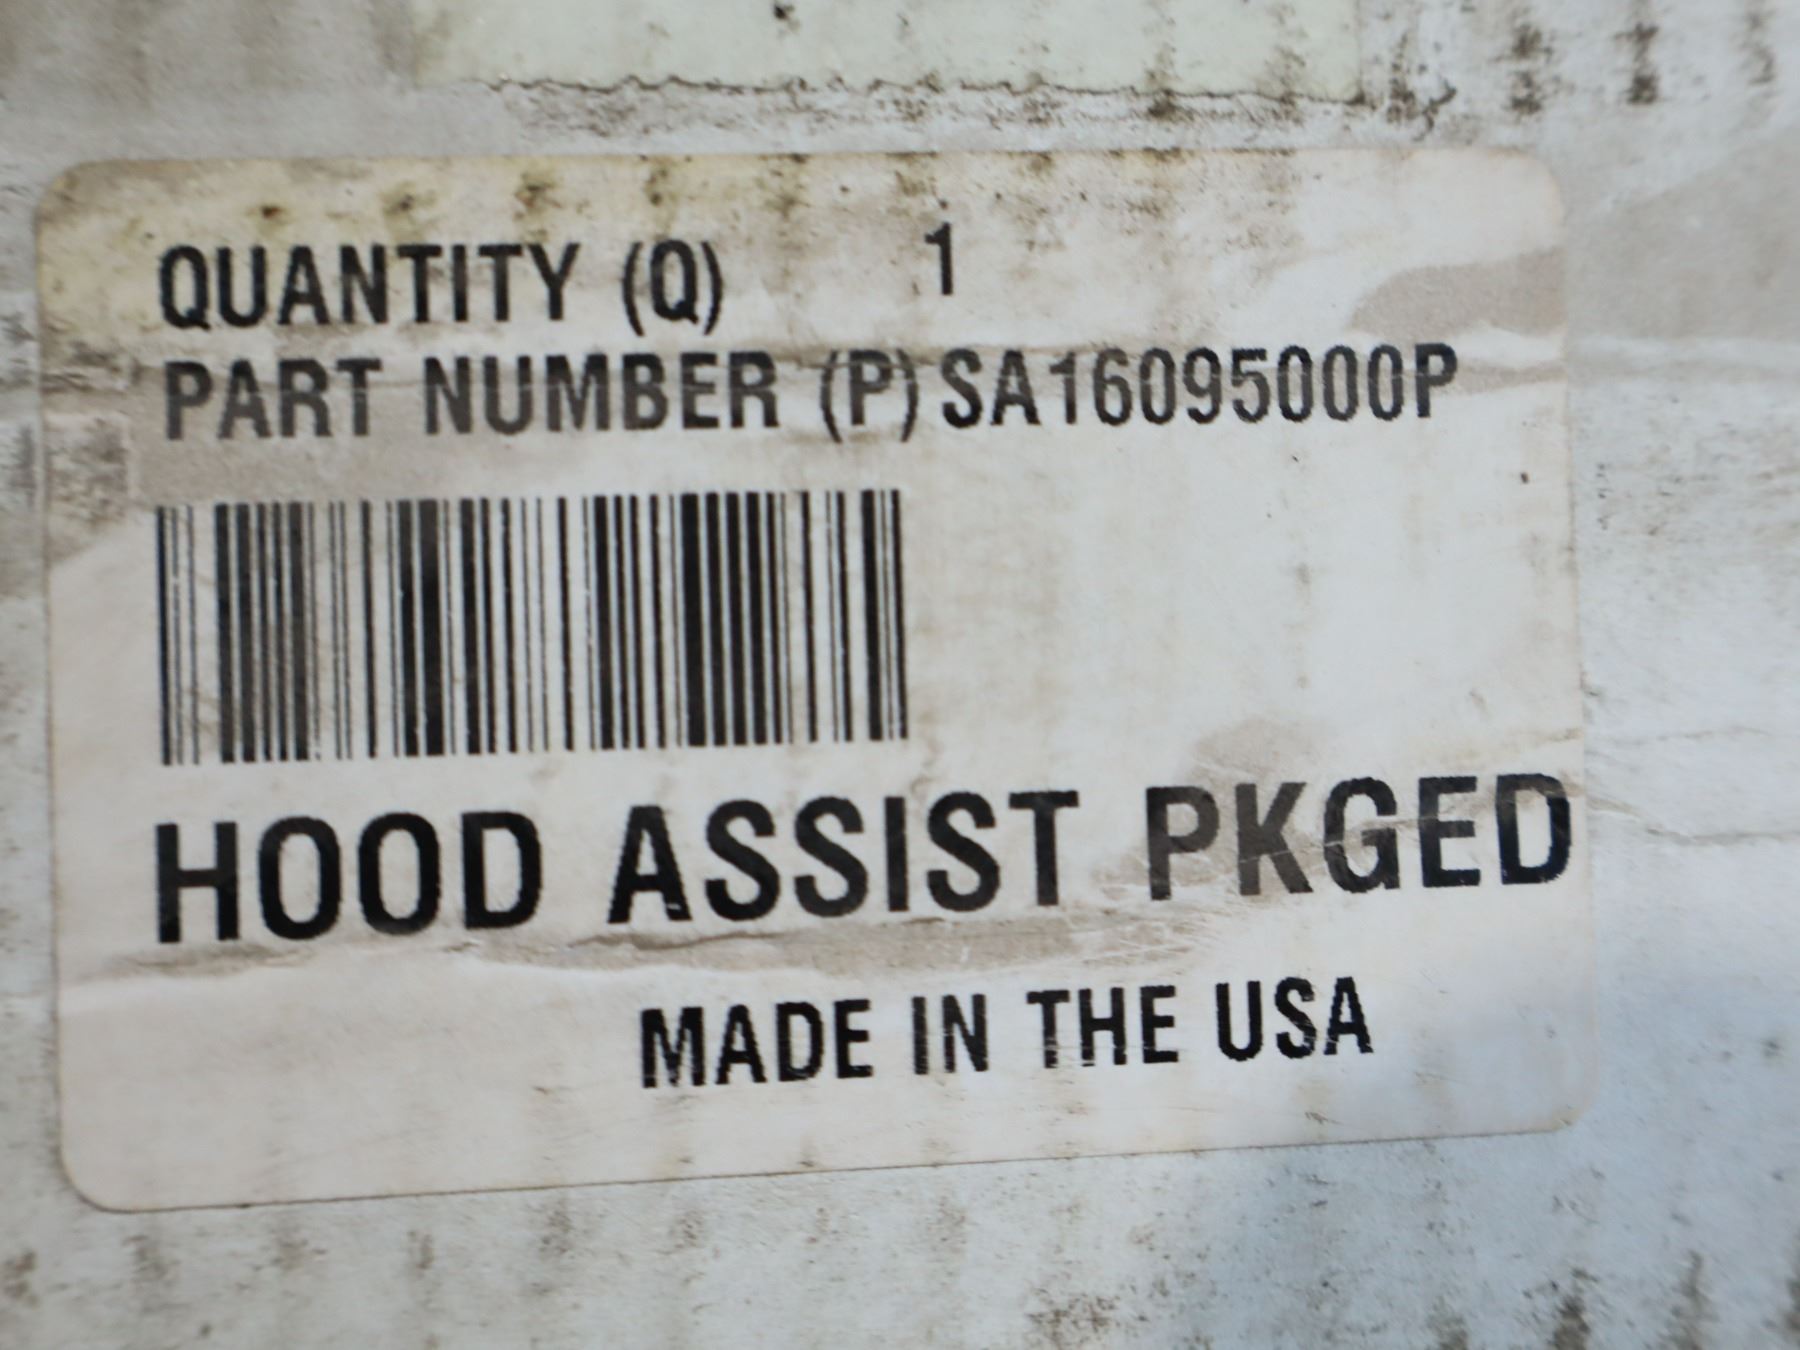 QUANTITY (Q) 1
PART NUMBER (P) SA16095000P
HOOD ASSIST PKGED
MADE IN THE USA